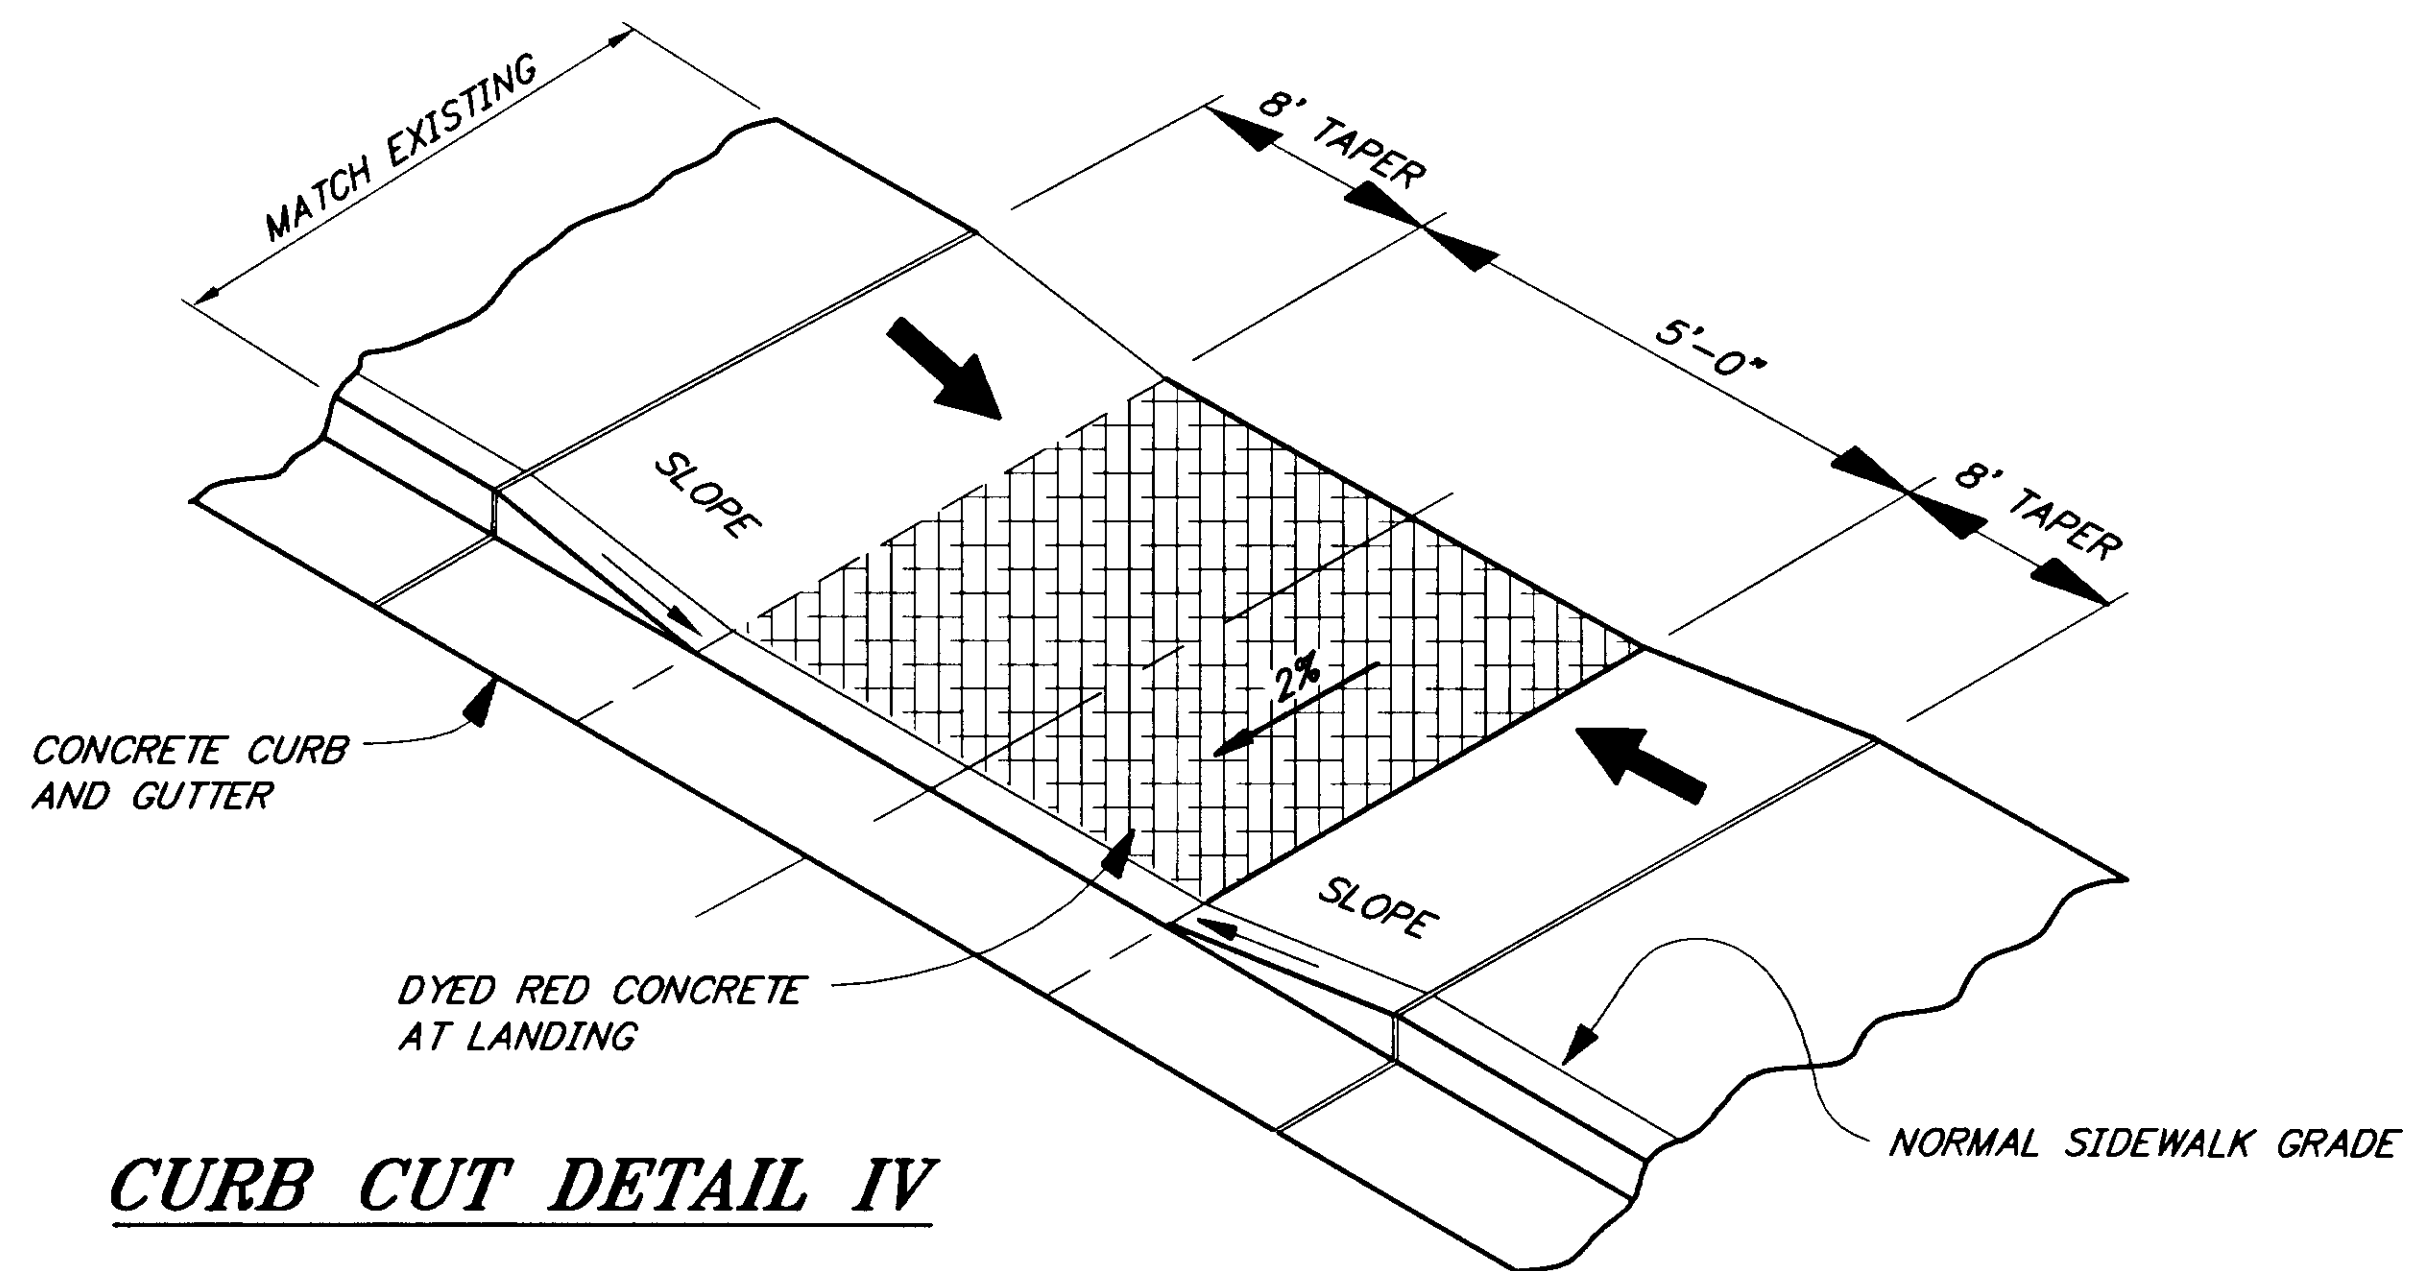 MATCH EXISTING
8' TAPER
5'-0"
8' TAPER
SLOPE
2%
CONCRETE CURB
AND GUTTER
SLOPE
DYED RED CONCRETE
AT LANDING
NORMAL SIDEWALK GRADE
CURB CUT DETAIL IV